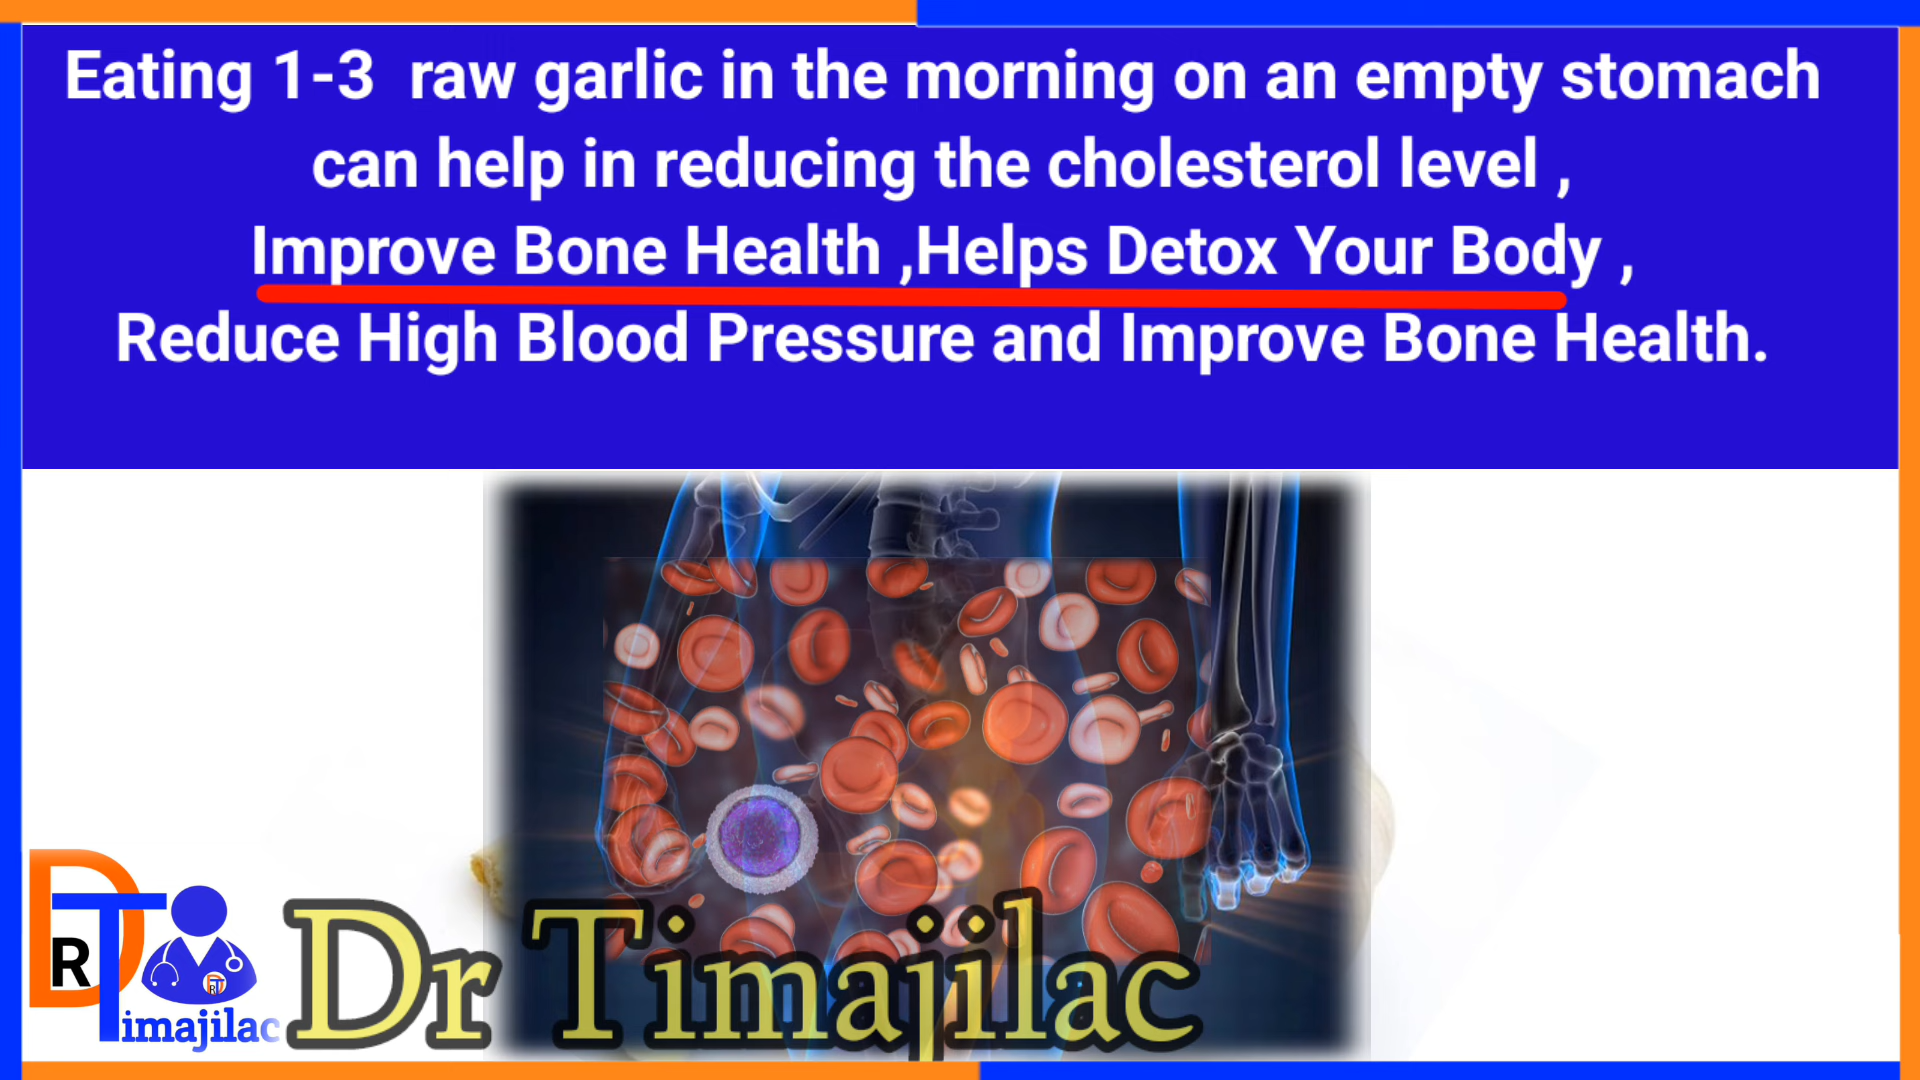 Eating 1-3 raw garlic in the morning on an empty stomach
can help in reducing the cholesterol level ,
Improve Bone Health ,Helps Detox Your Body ,
Reduce High Blood Pressure and Improve Bone Health.
DR Timajilac
Dr Timajilac